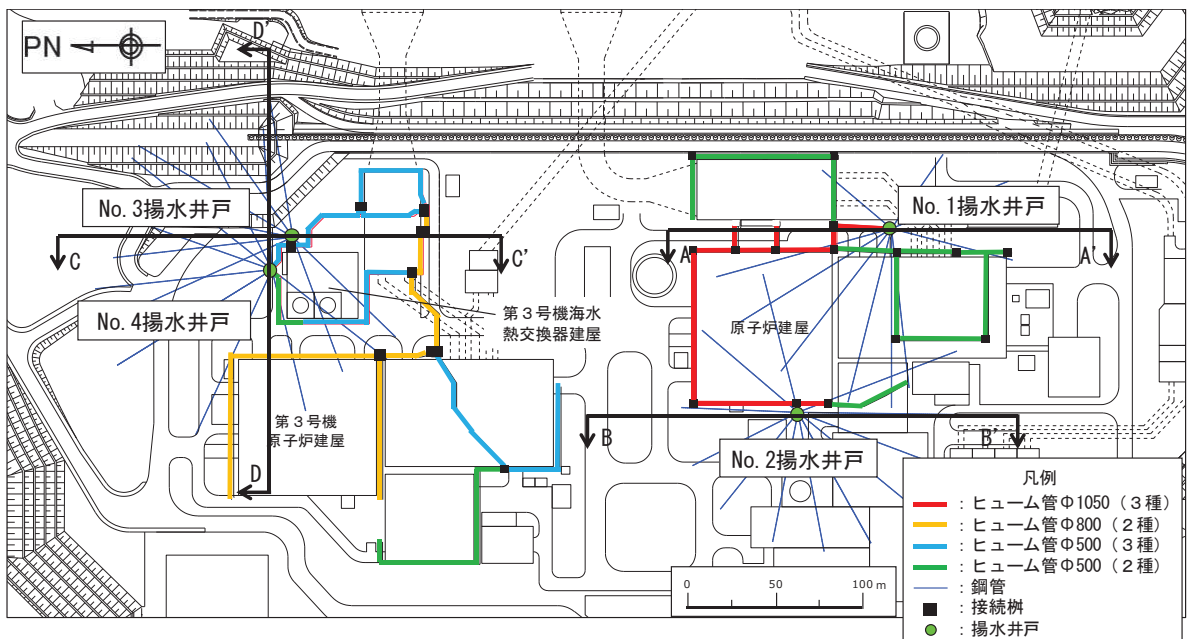 PN
D'
No. 3揚水井戸
No. 1揚水井戸
C
C'
A
A'
No. 4揚水井戸
第３号機海水
熱交換器建屋
原子炉建屋
第３号機
原子炉建屋
B
B'
D
No. 2揚水井戸
凡例
：ヒューム管Φ1050（３種）
：ヒューム管Φ800（２種）
：ヒューム管Φ500（３種）
：ヒューム管Φ500（２種）
：鋼管
：接続桝
：揚水井戸
0 50 100 m